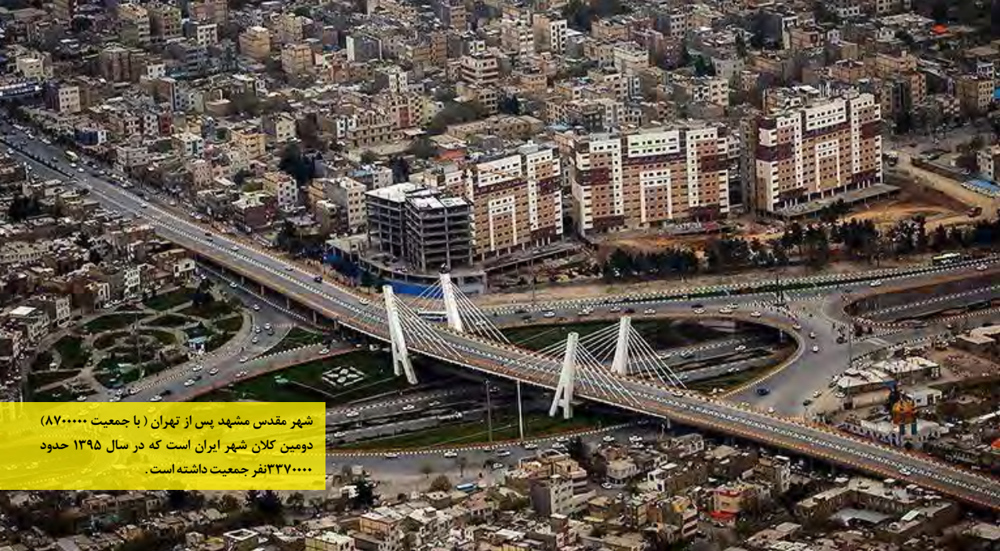 شهر مقدس مشهد پس از تهران ( با جمعیت ۸۷۰۰۰۰۰)
دومین کلان شهر ایران است که در سال ۱۳۹۵ حدود
۳۳۷۰۰۰۰نفر جمعیت داشته است .